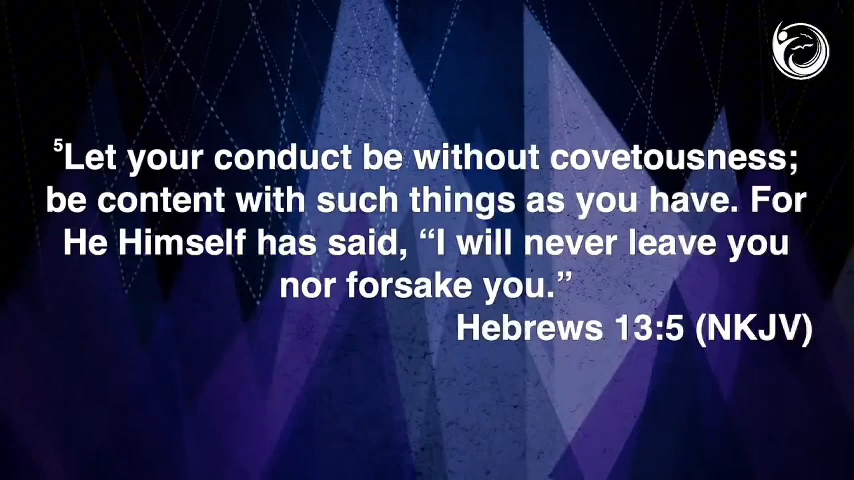 ⁵Let your conduct be without covetousness;
be content with such things as you have. For
He Himself has said, “I will never leave you
nor forsake you.”
Hebrews 13:5 (NKJV)